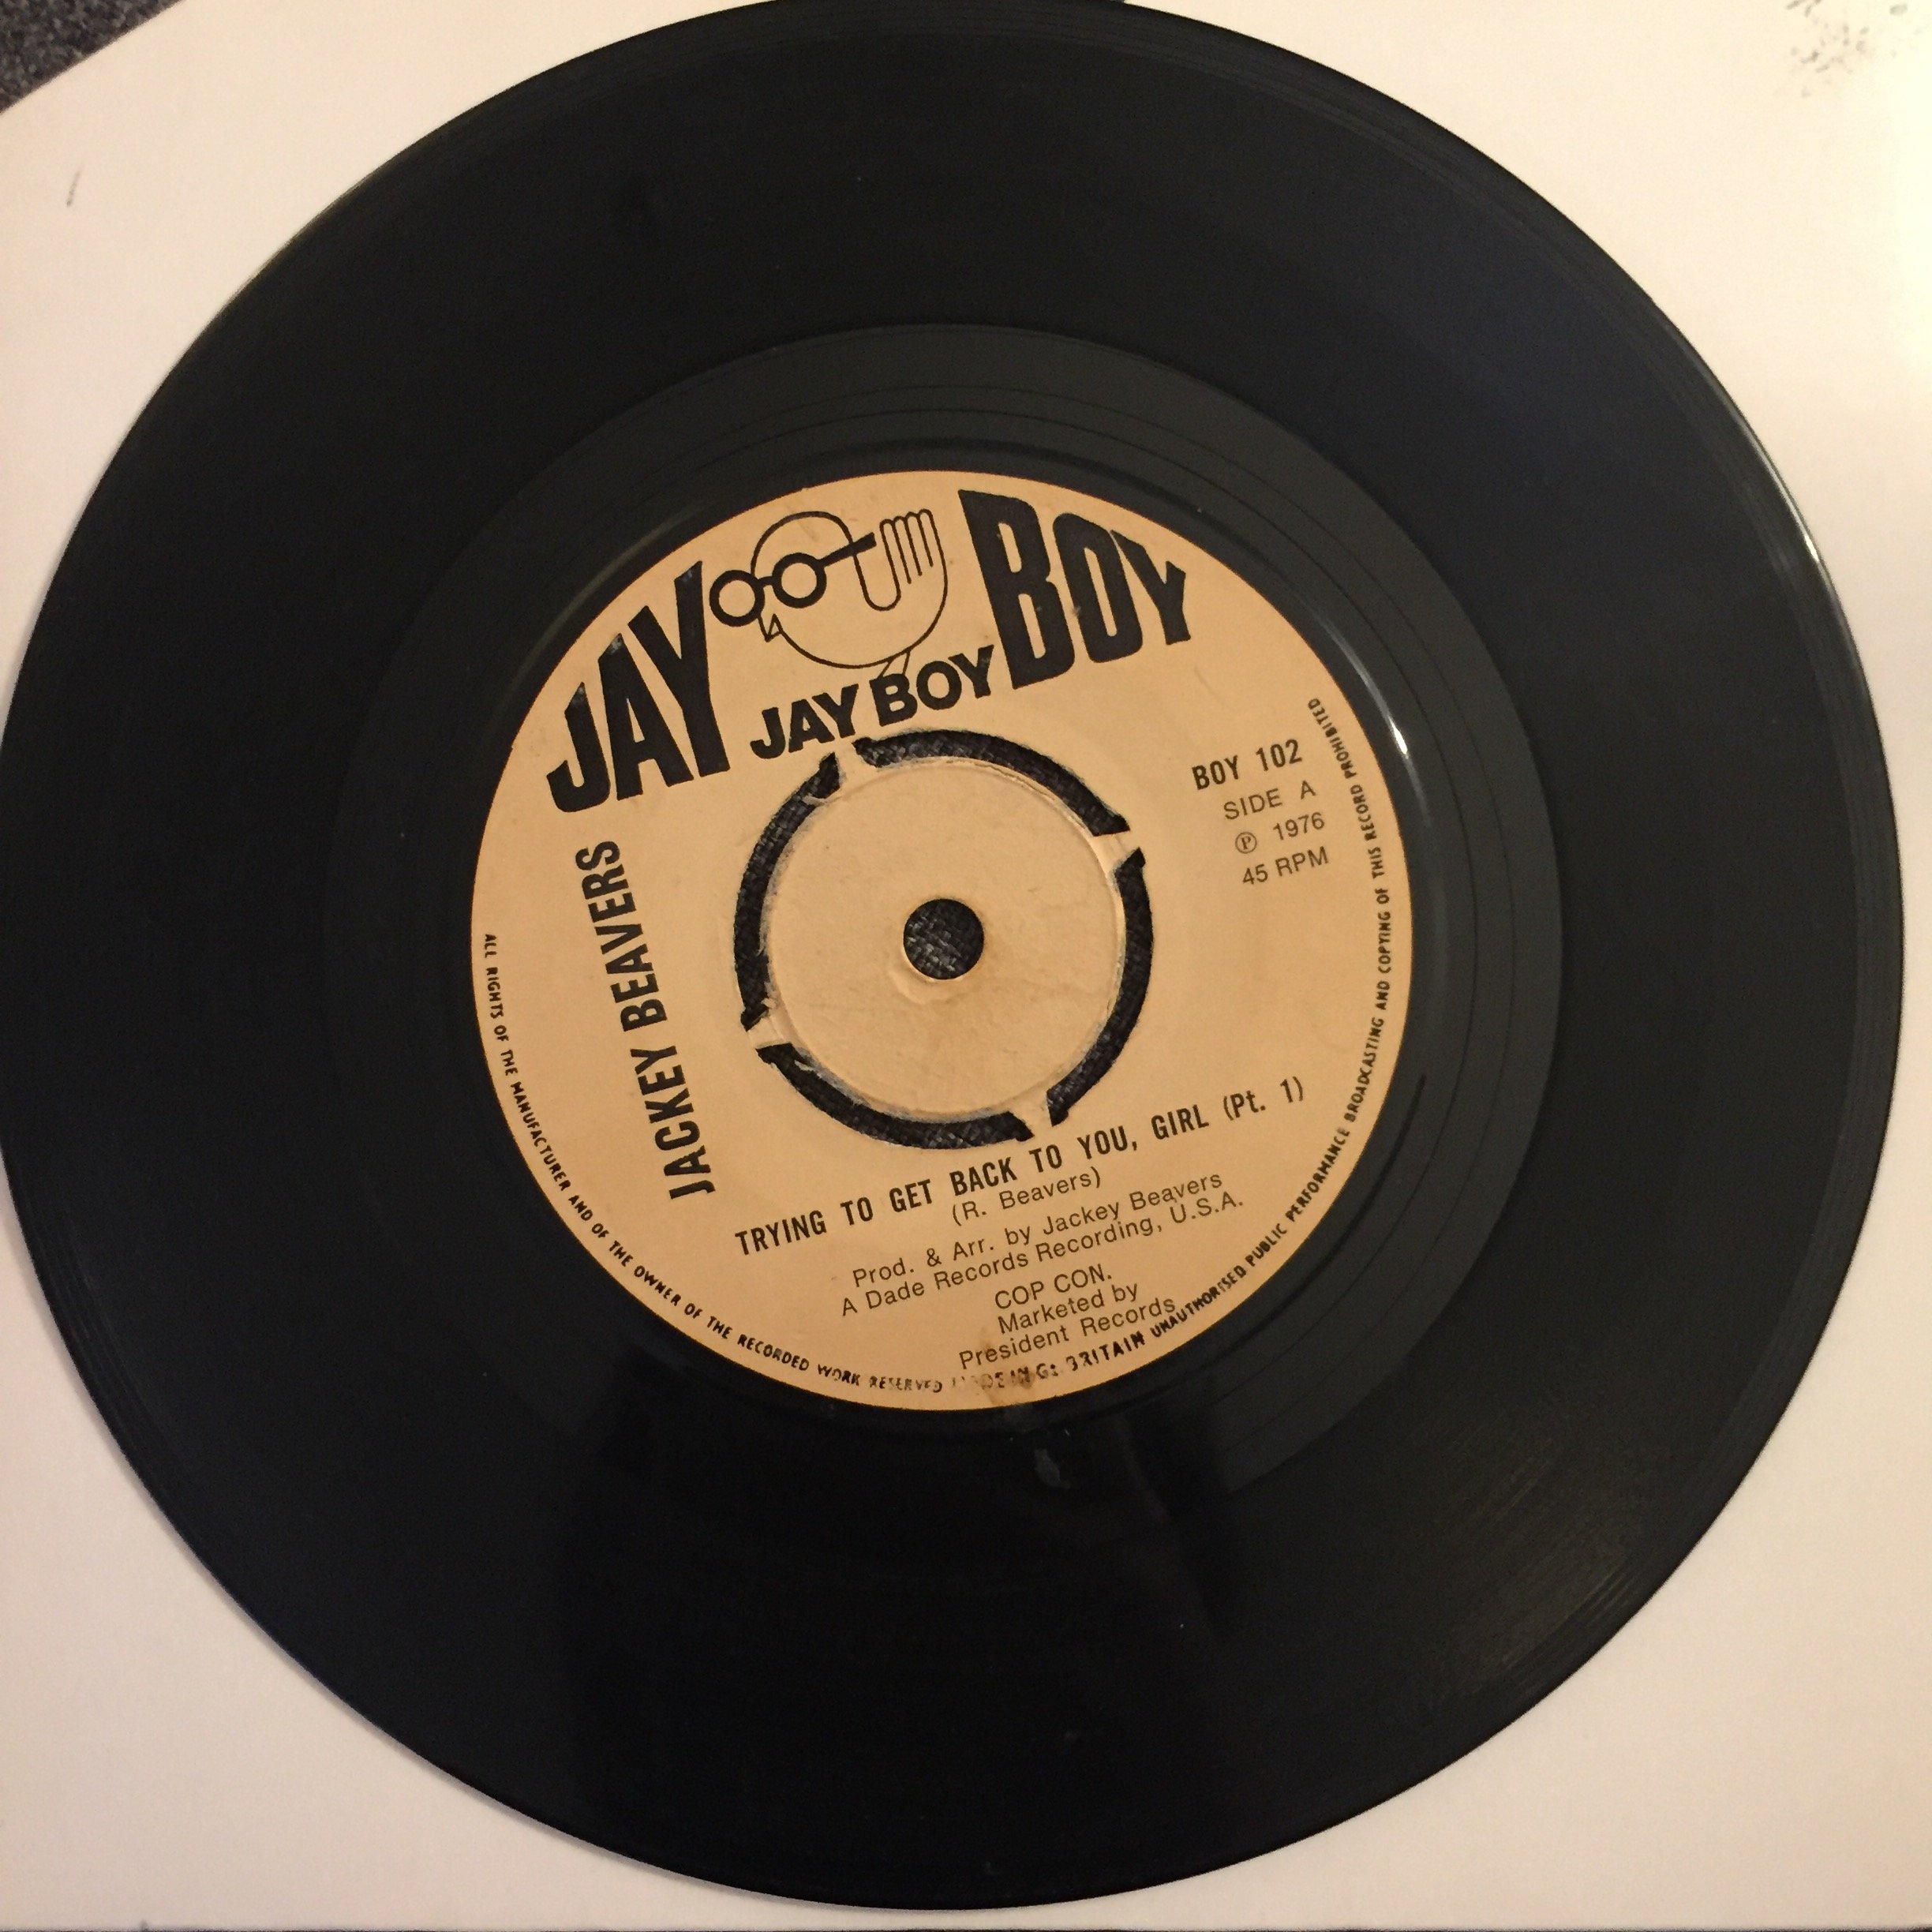 JAY BOY
JAY BOY
BOY 102
SIDE A
℗ 1976
45 RPM
JACKEY BEAVERS
TRYING TO GET BACK TO YOU, GIRL (Pt. 1)
(R. Beavers)
Prod. & Arr. by Jackey Beavers
A Dade Records Recording, U.S.A.
COP CON.
Marketed by
President Records
ALL RIGHTS OF THE MANUFACTURER AND OF THE OWNER OF THE RECORDED WORK RESERVED MADE IN Gt BRITAIN UNAUTHORISED PUBLIC PERFORMANCE BROADCASTING AND COPYING OF THIS RECORD PROHIBITED